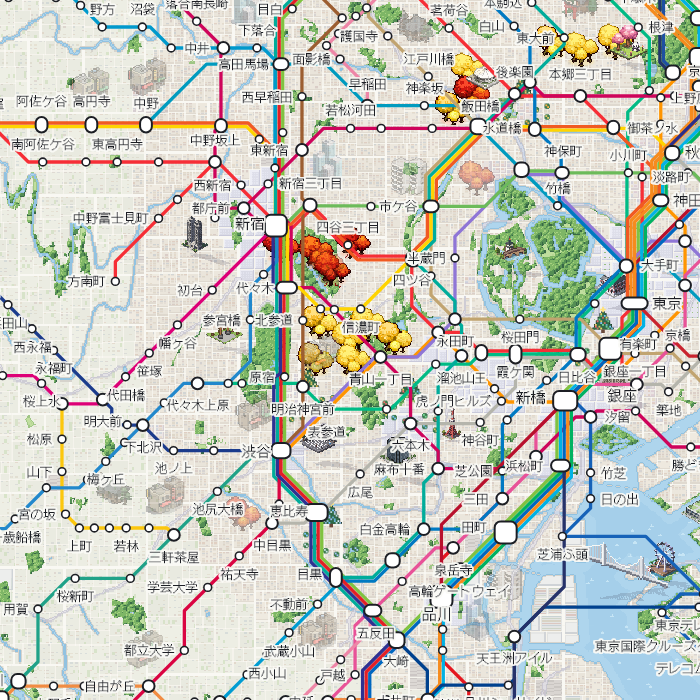 野方
沼袋
落合南長崎
目白
茗荷谷
本駒込
白山
根津
中井
下落合
面影橋
護国寺
江戸川橋
東大前
高田馬場
後楽園
本郷三丁目
阿佐ケ谷
高円寺
中野
西早稲田
早稲田
神楽坂
飯田橋
若松河田
水道橋
御茶ノ水
南阿佐ケ谷
東高円寺
中野坂上
東新宿
神保町
小川町
西新宿
新宿三丁目
竹橋
淡路町
都庁前
市ケ谷
神田
中野富士見町
新宿
四谷三丁目
半蔵門
大手町
方南町
初台
代々木
四ツ谷
東京
参宮橋
北参道
信濃町
西永福
永田町
桜田門
有楽町
京橋
幡ケ谷
笹塚
永福町
原宿
青山一丁目
溜池山王
霞ケ関
日比谷
銀座一丁目
桜上水
代田橋
代々木上原
明治神宮前
虎ノ門ヒルズ
新橋
銀座
築地
汐留
明大前
下北沢
表参道
神谷町
松原
渋谷
六本木
山下
池ノ上
麻布十番
芝公園
浜松町
竹芝
梅ケ丘
広尾
三田
日の出
宮の坂
池尻大橋
恵比寿
白金高輪
田町
上町
若林
三軒茶屋
中目黒
芝浦ふ頭
目黒
泉岳寺
祐天寺
学芸大学
桜新町
高輪ゲートウェイ
用賀
不動前
品川
五反田
都立大学
武蔵小山
大崎
天王洲アイル
東京国際クルーズ
西小山
戸越
自由が丘